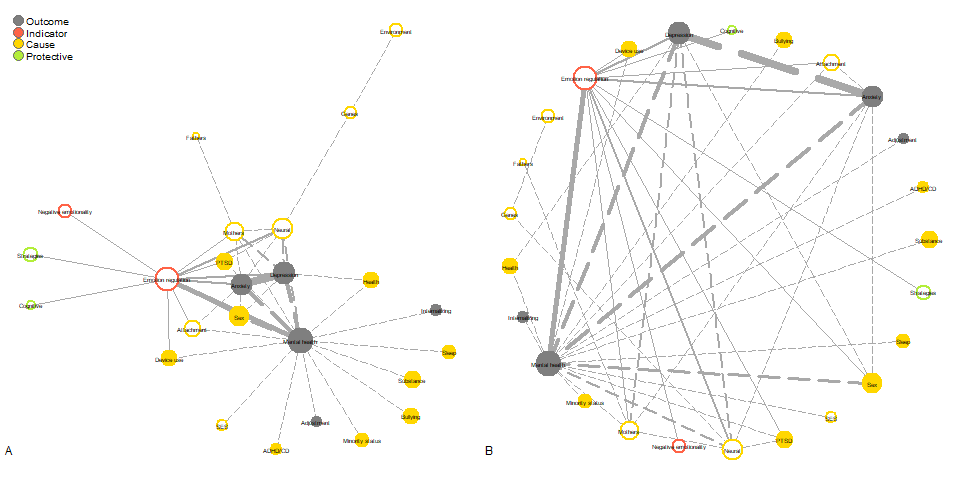 Outcome
Indicator
Cause
Protective
Environment
Genes
Fathers
Negative emotionality
Mothers
Neural
Strategies
PTSD
Emotion regulation
Depression
Anxiety
Health
Cognitive
Internalising
Sex
Attachment
Mental health
Device use
Sleep
Substance
Bullying
SES
Adjustment
Minority status
ADHD/CD
A
Cognitive
Depression
Bullying
Device use
Attachment
Emotion regulation
Anxiety
Environment
Adjustment
Fathers
ADHD/CD
Genes
Substance
Health
Strategies
Internalising
Sleep
Mental health
Sex
Minority status
SES
Mothers
PTSD
Negative emotionality
Neural
B